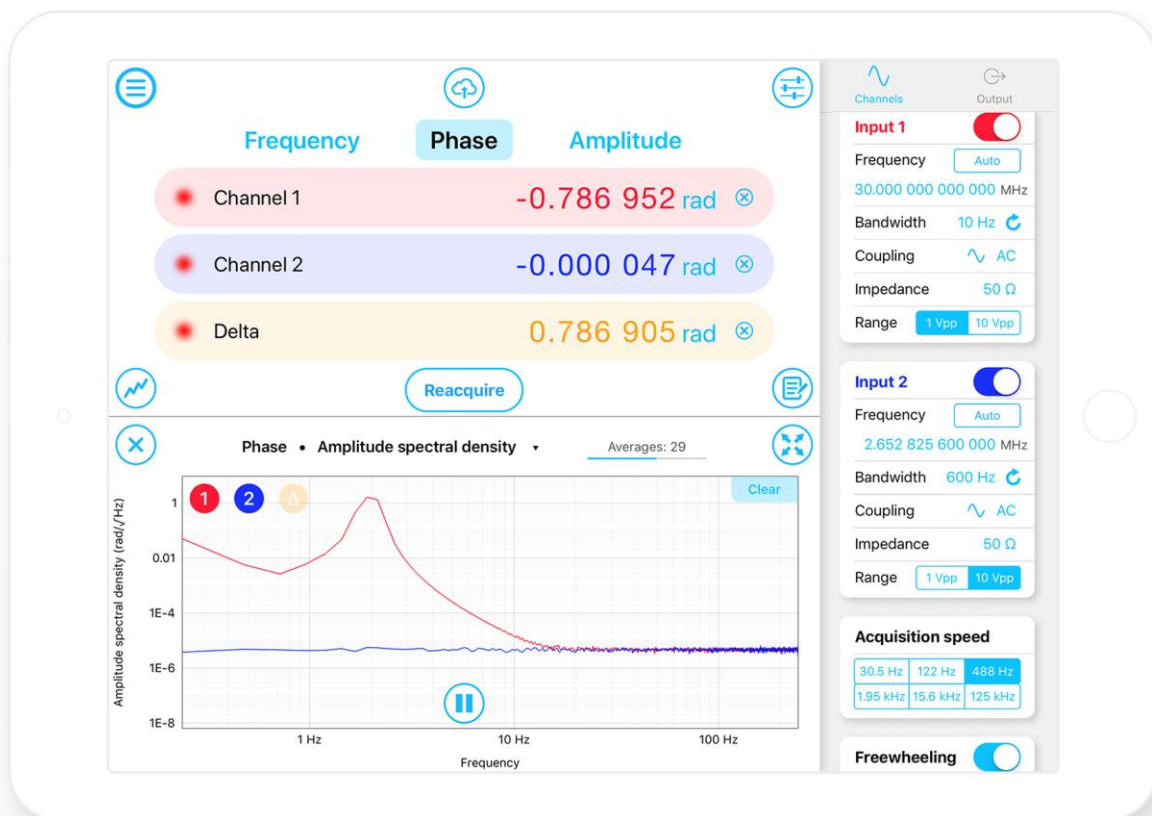 Frequency Phase Amplitude
Channel 1 -0.786 952 rad
Channel 2 -0.000 047 rad
Delta 0.786 905 rad
Reacquire
Phase • Amplitude spectral density ▾ Averages: 29
Clear
1 2 Δ
Amplitude spectral density (rad/√Hz)
1
0.01
1E-4
1E-6
1E-8
1 Hz 10 Hz 100 Hz
Frequency
Channels Output
Input 1
Frequency Auto
30.000 000 000 000 MHz
Bandwidth 10 Hz
Coupling AC
Impedance 50 Ω
Range 1 Vpp 10 Vpp
Input 2
Frequency Auto
2.652 825 600 000 MHz
Bandwidth 600 Hz
Coupling AC
Impedance 50 Ω
Range 1 Vpp 10 Vpp
Acquisition speed
30.5 Hz 122 Hz 488 Hz
1.95 kHz 15.6 kHz 125 kHz
Freewheeling